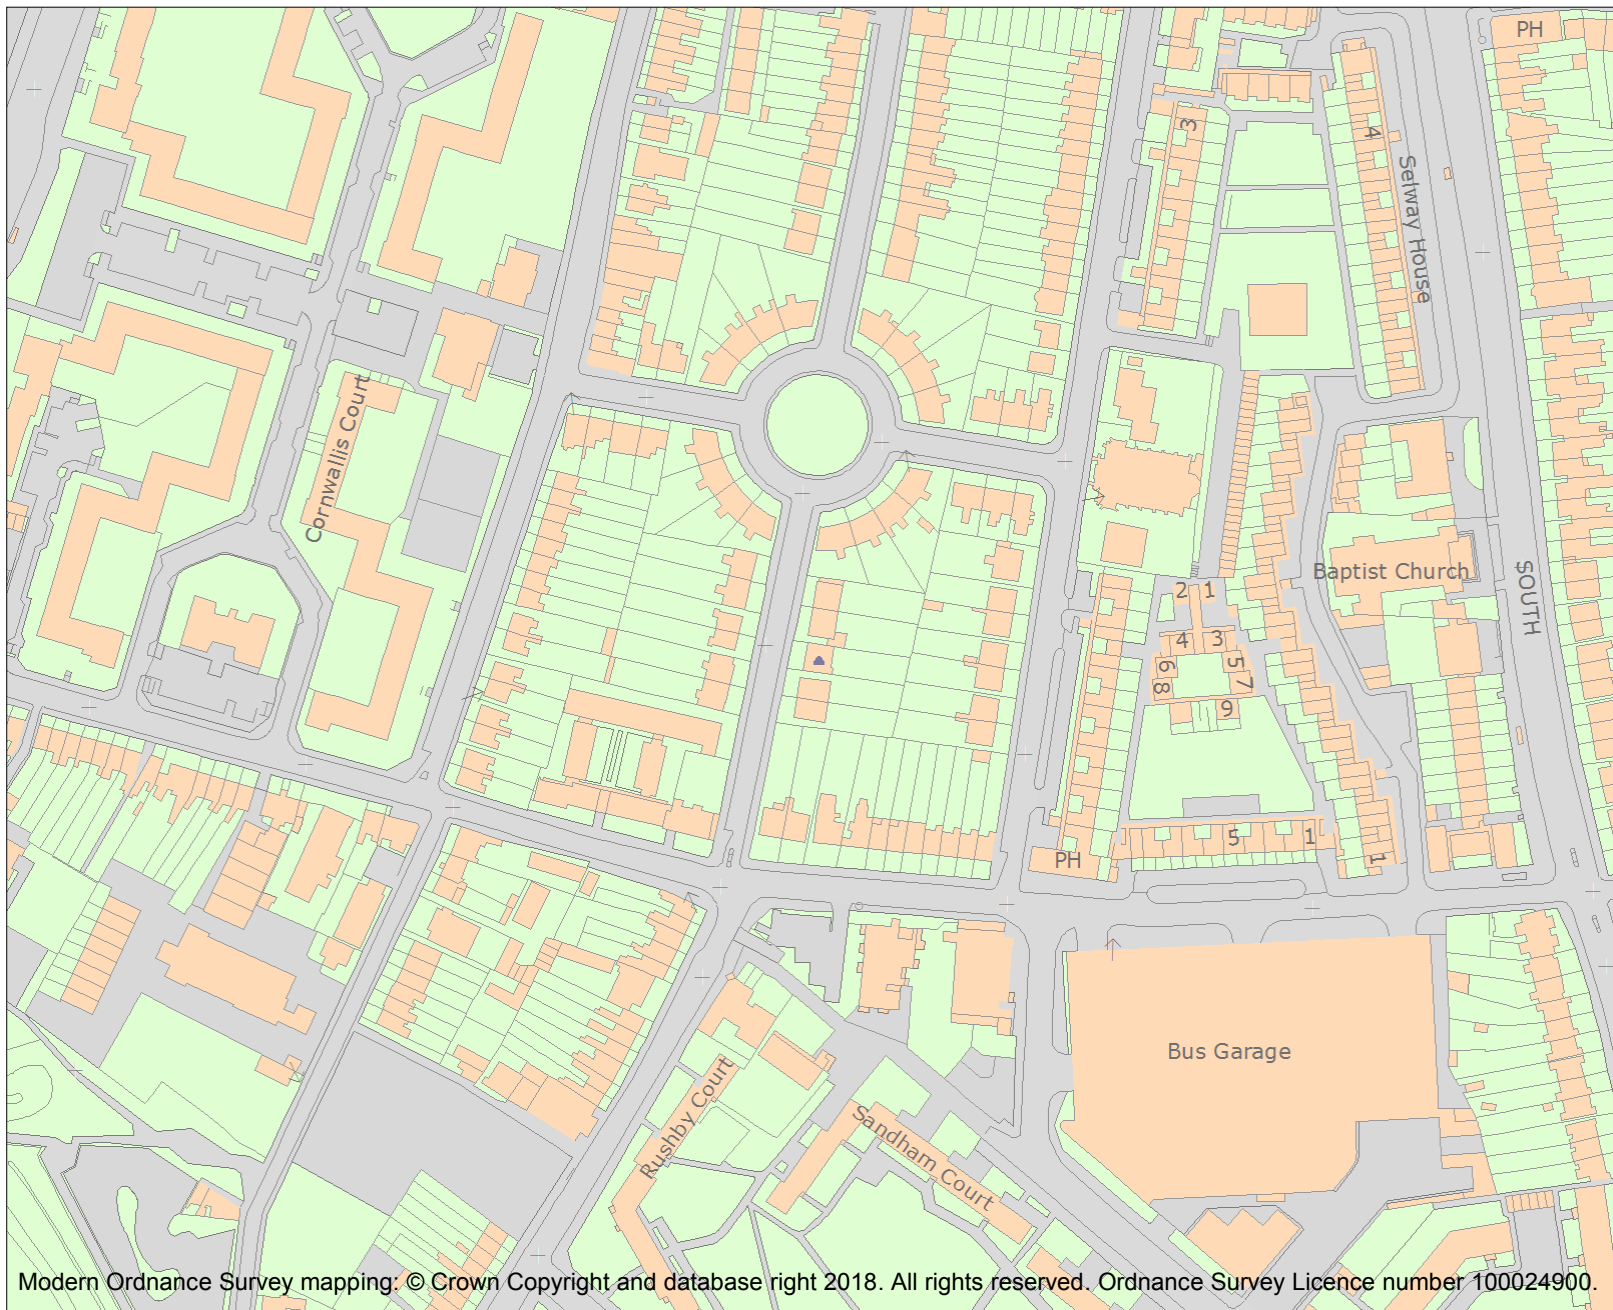 PH
3
4
Selway House
Cornwallis Court
Baptist Church
SOUTH
2 1
4 3
6 5
8 7
9
5 1
1
PH
Bus Garage
Rushby Court
Sandham Court
Modern Ordnance Survey mapping: © Crown Copyright and database right 2018. All rights reserved. Ordnance Survey Licence number 100024900.